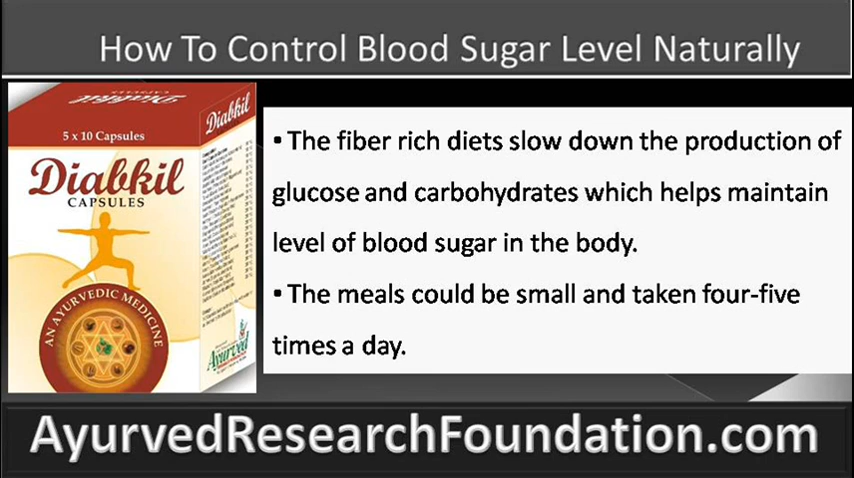 How To Control Blood Sugar Level Naturally
Diabkil
CAPSULES
5 x 10 Capsules
Diabkil
Diabkil
CAPSULES
AN AYURVEDIC MEDICINE
Ayurved
• The fiber rich diets slow down the production of
glucose and carbohydrates which helps maintain
level of blood sugar in the body.
• The meals could be small and taken four-five
times a day.
AyurvedResearchFoundation.com